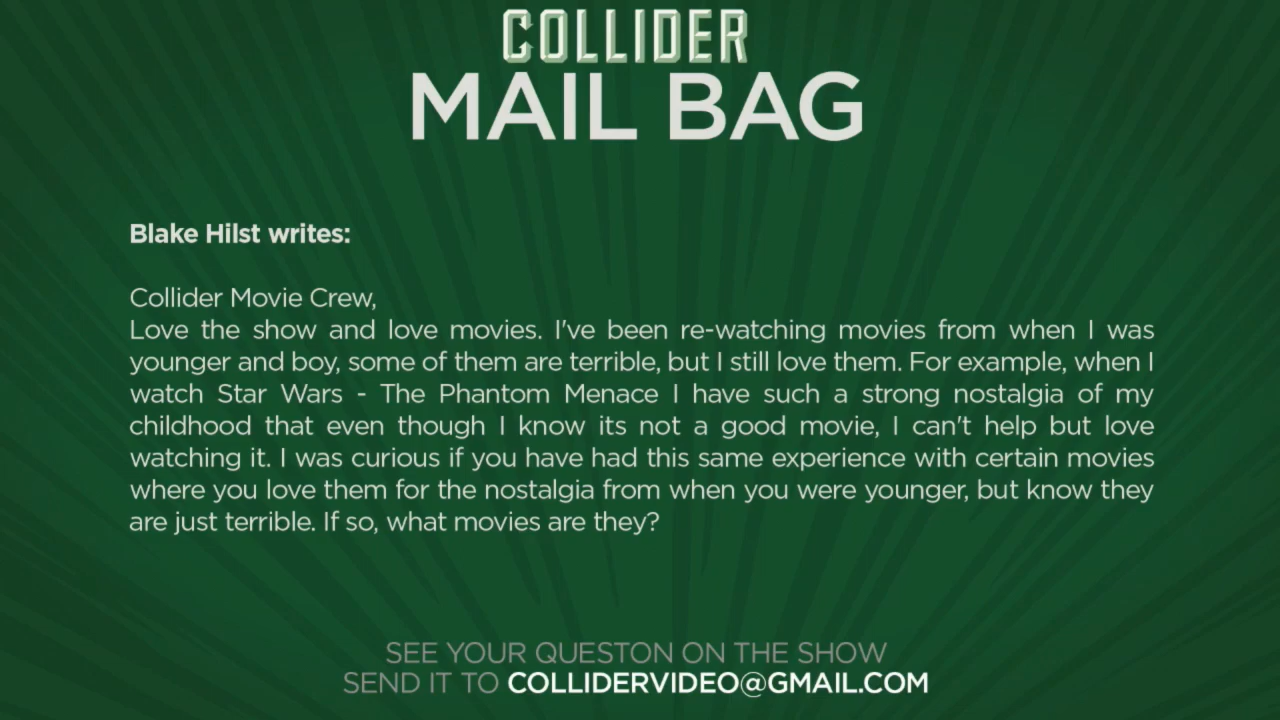 COLLIDER
MAIL BAG
Blake Hilst writes:
Collider Movie Crew,
Love the show and love movies. I've been re-watching movies from when I was
younger and boy, some of them are terrible, but I still love them. For example, when I
watch Star Wars - The Phantom Menace I have such a strong nostalgia of my
childhood that even though I know its not a good movie, I can't help but love
watching it. I was curious if you have had this same experience with certain movies
where you love them for the nostalgia from when you were younger, but know they
are just terrible. If so, what movies are they?
SEE YOUR QUESTON ON THE SHOW
SEND IT TO COLLIDERVIDEO@GMAIL.COM